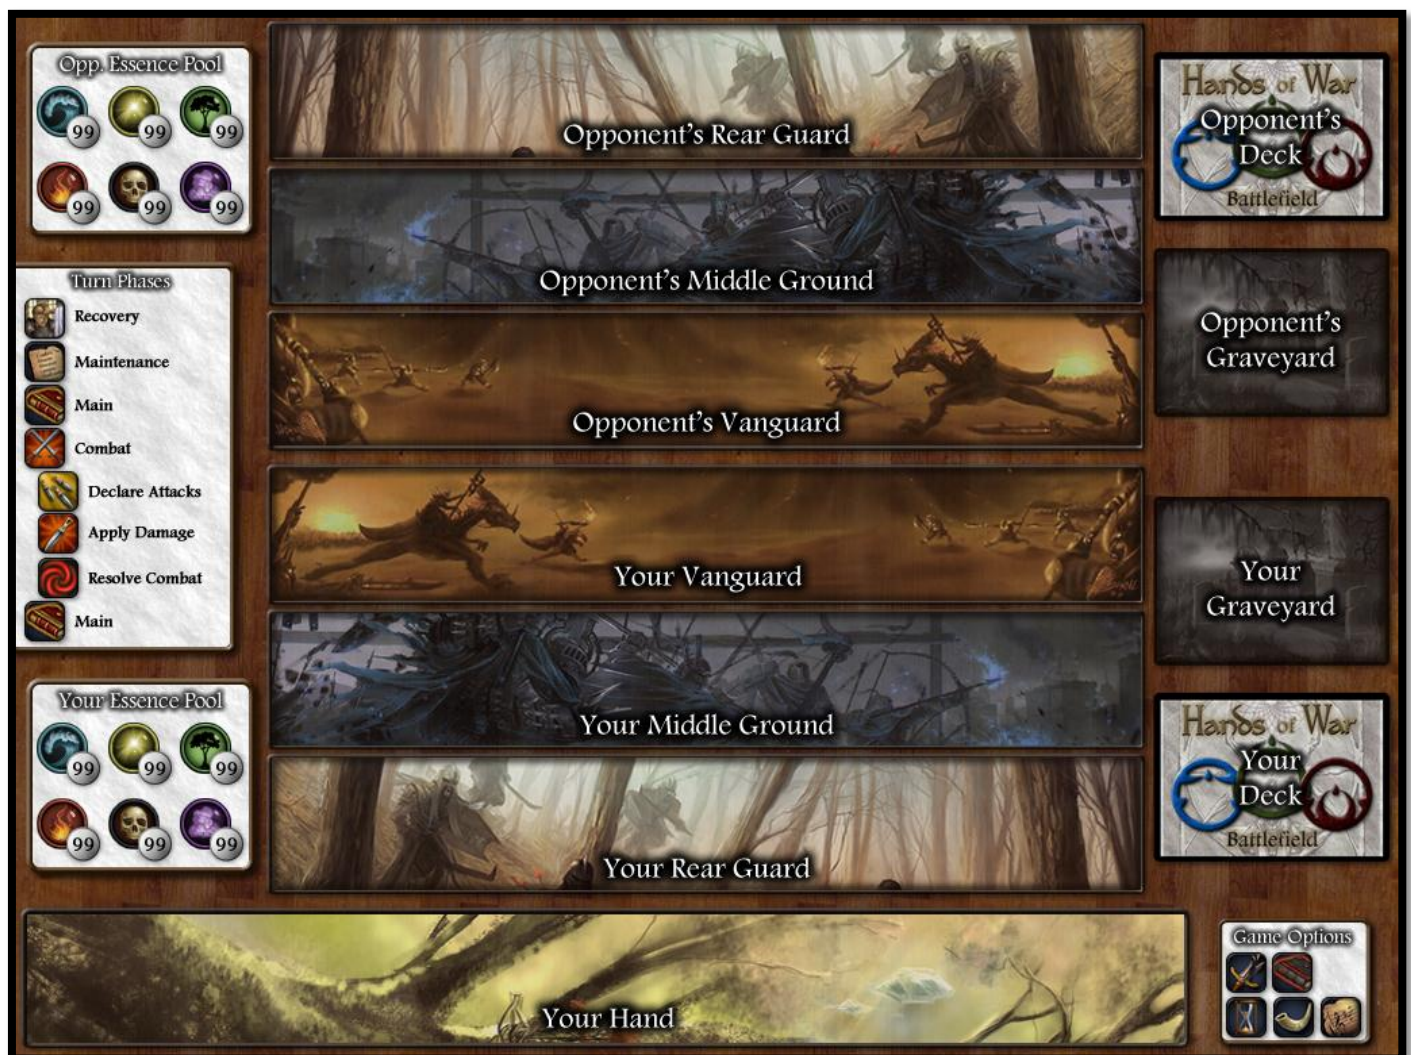 Opp. Essence Pool
99 99 99
99 99 99
Turn Phases
Recovery
Maintenance
Main
Combat
Declare Attacks
Apply Damage
Resolve Combat
Main
Your Essence Pool
99 99 99
99 99 99
Opponent's Rear Guard
Opponent's Middle Ground
Opponent's Vanguard
Your Vanguard
Your Middle Ground
Your Rear Guard
Your Hand
Hands of War
Opponent's
Deck
Battlefield
Opponent's
Graveyard
Your
Graveyard
Hands of War
Your
Deck
Battlefield
Game Options